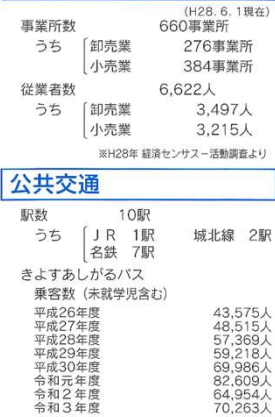 (H28.6.1現在)
事業所数 660事業所
うち 卸売業 276事業所
小売業 384事業所
従業者数 6,622人
うち 卸売業 3,497人
小売業 3,215人
※H28年 経済センサス－活動調査より
公共交通
駅数 10駅
うち ＪＲ 1駅 城北線 2駅
名鉄 7駅
きよすあしがるバス
乗客数（未就学児含む）
平成26年度 43,575人
平成27年度 48,515人
平成28年度 57,369人
平成29年度 59,218人
平成30年度 69,986人
令和元年度 82,609人
令和２年度 64,954人
令和３年度 70,263人